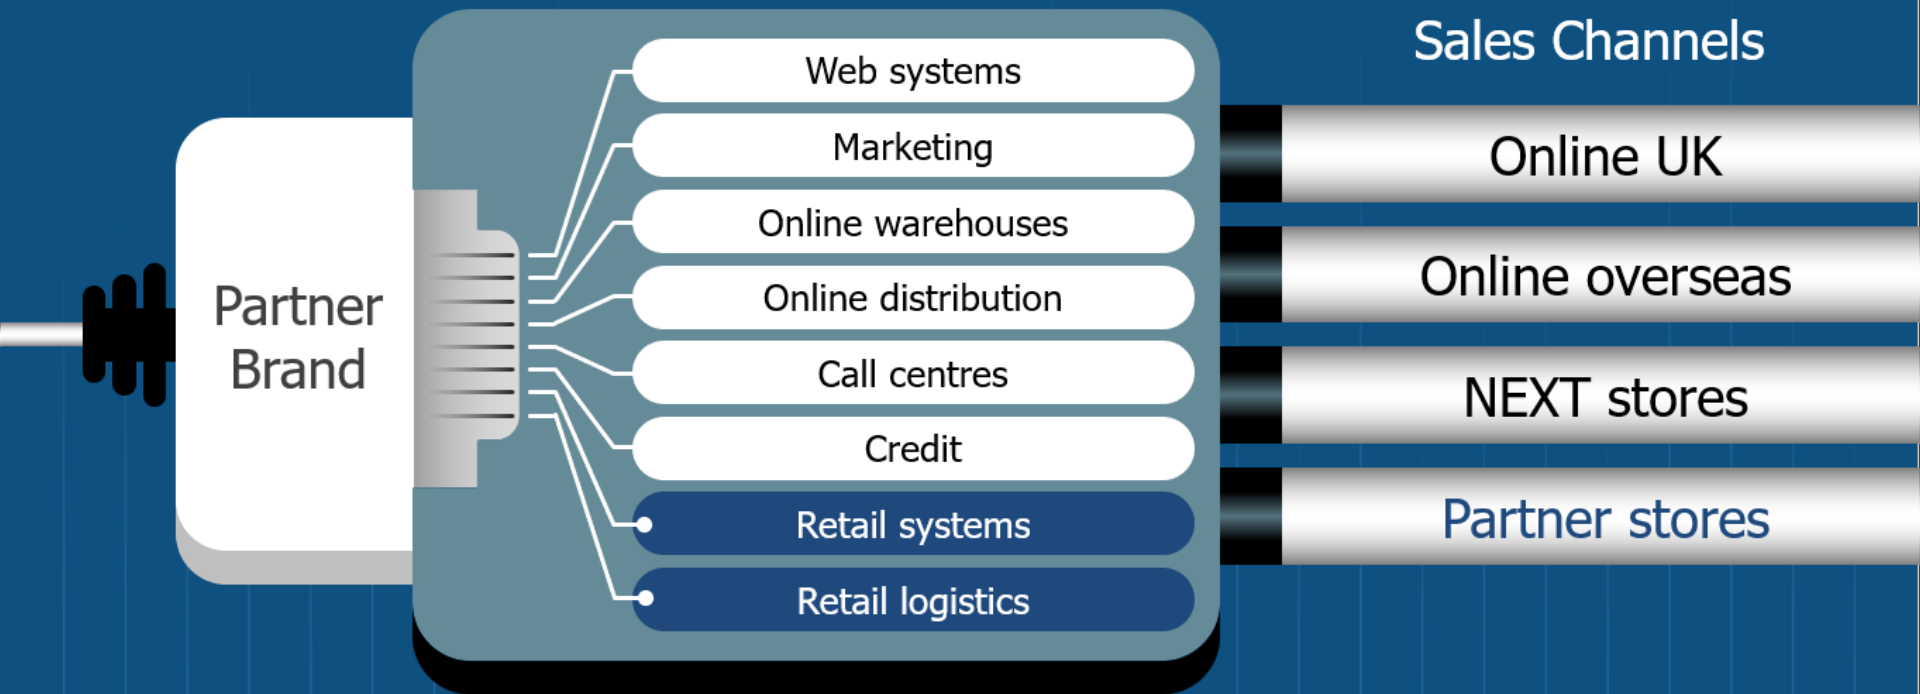 Partner
Brand
Web systems
Marketing
Online warehouses
Online distribution
Call centres
Credit
Retail systems
Retail logistics
Sales Channels
Online UK
Online overseas
NEXT stores
Partner stores